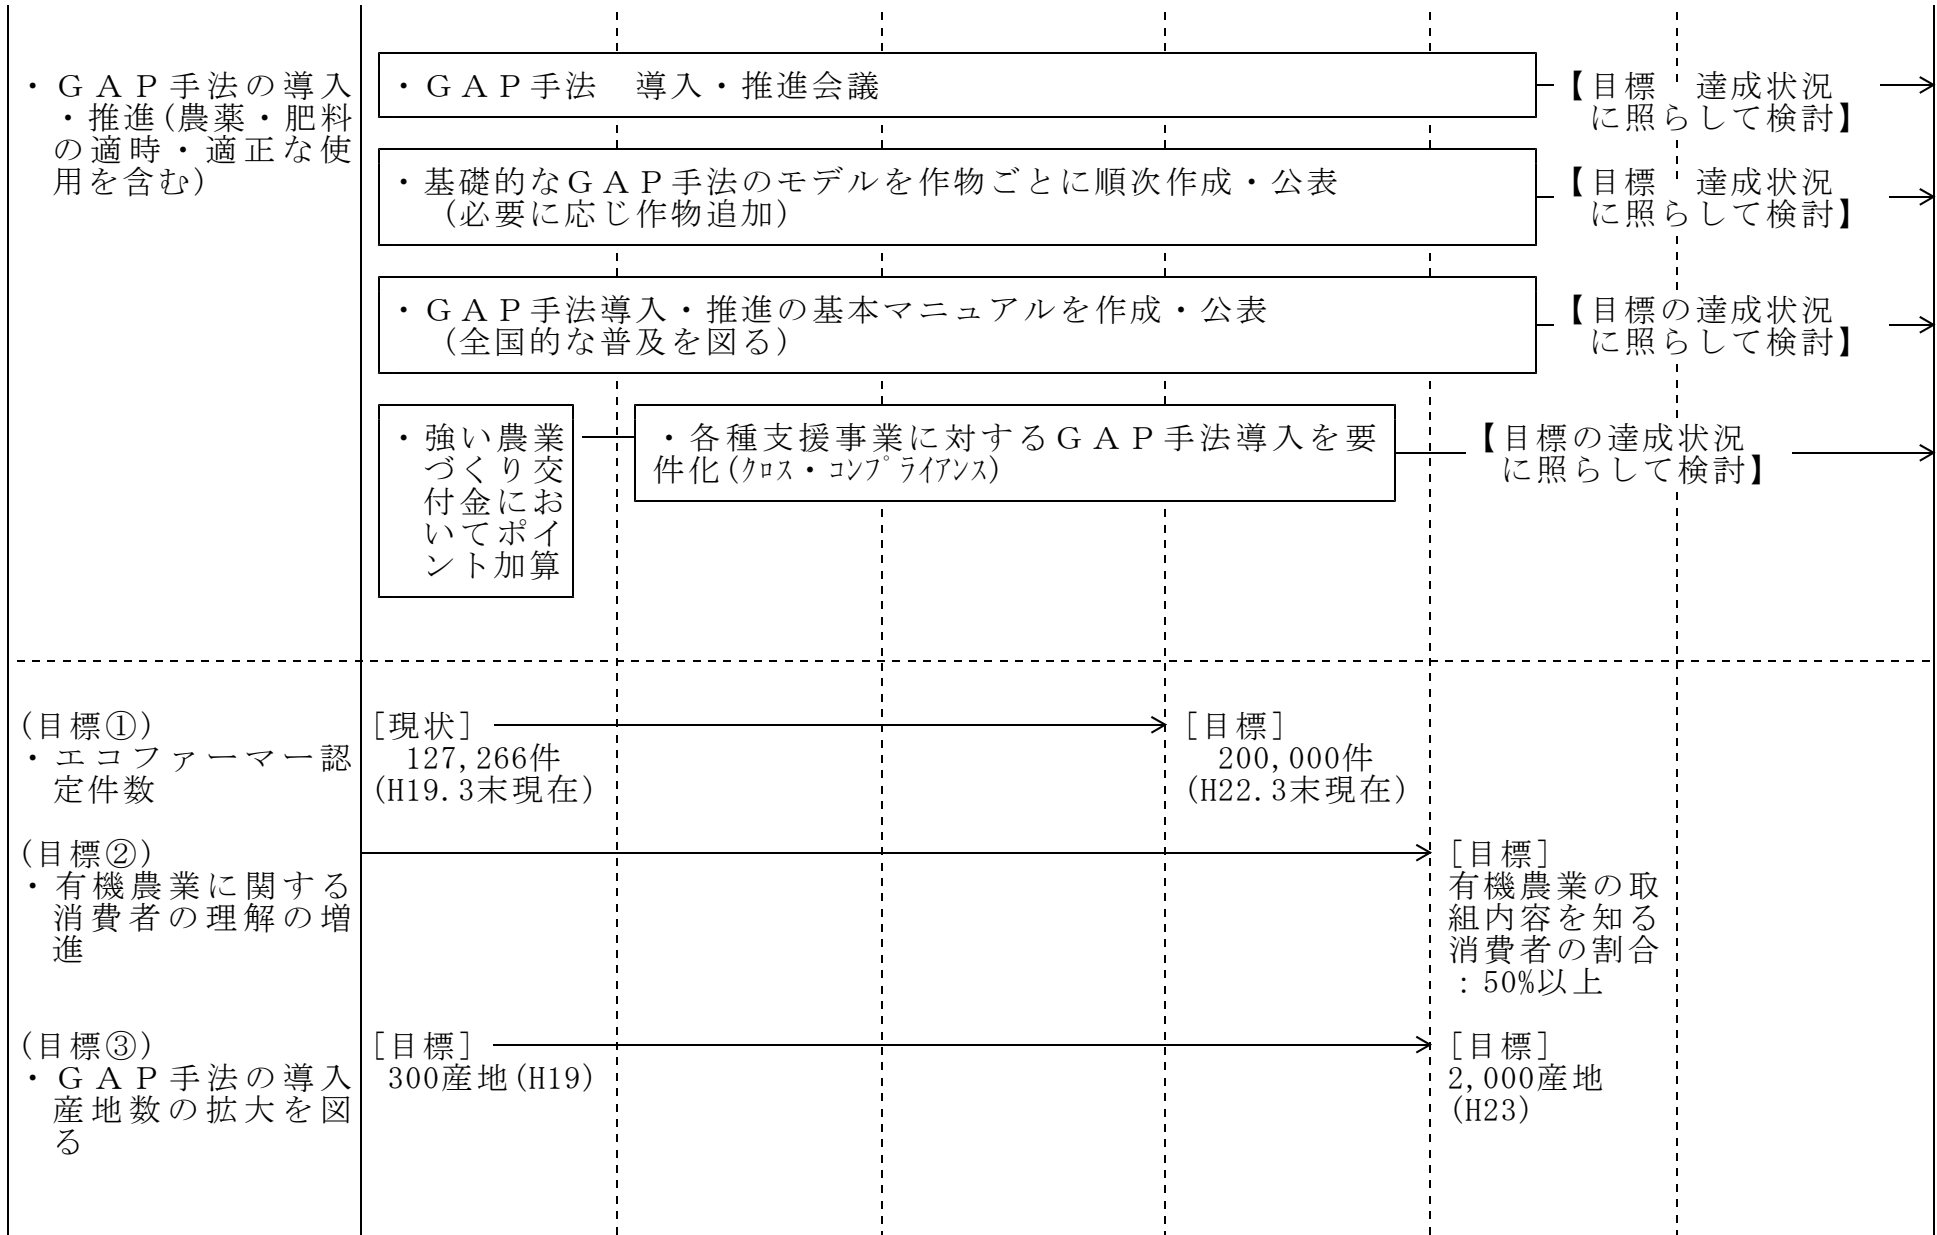 ・ＧＡＰ手法の導入
・推進(農薬・肥料
の適時・適正な使
用を含む)
・ＧＡＰ手法　導入・推進会議
【目標　達成状況
に照らして検討】
・基礎的なＧＡＰ手法のモデルを作物ごとに順次作成・公表
(必要に応じ作物追加)
【目標　達成状況
に照らして検討】
・ＧＡＰ手法導入・推進の基本マニュアルを作成・公表
(全国的な普及を図る)
【目標の達成状況
に照らして検討】
・強い農業
づくり交
付金にお
いてポイ
ント加算
・各種支援事業に対するＧＡＰ手法導入を要
件化(ｸﾛｽ・ｺﾝﾌﾟﾗｲｱﾝｽ)
【目標の達成状況
に照らして検討】
(目標①)
・エコファーマー認
定件数
[現状]
127,266件
(H19.3末現在)
[目標]
200,000件
(H22.3末現在)
(目標②)
・有機農業に関する
消費者の理解の増
進
[目標]
有機農業の取
組内容を知る
消費者の割合
：50%以上
(目標③)
・ＧＡＰ手法の導入
産地数の拡大を図
る
[目標]
300産地(H19)
[目標]
2,000産地
(H23)